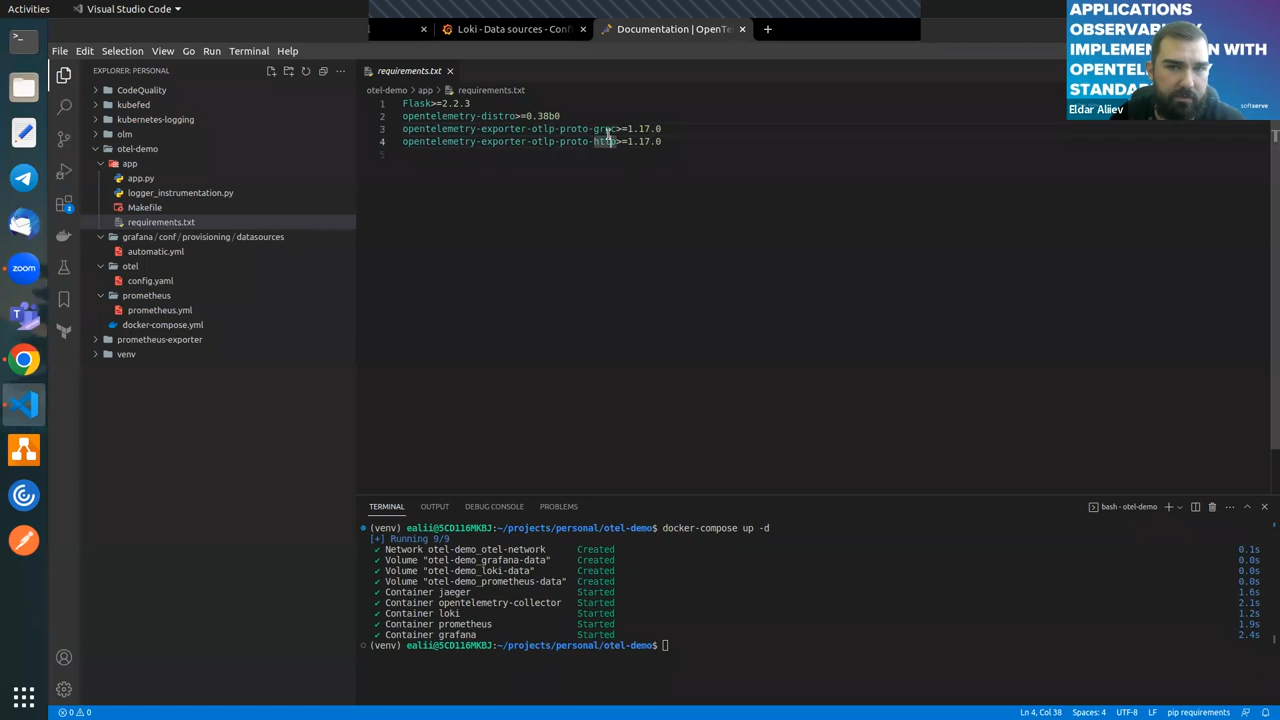 Activities
Visual Studio Code
Loki - Data sources - Conf
Documentation | OpenTe
APPLICATIONS
OBSERVABILITY
OPENTEL
STANDA
softserve
Eldar Aliiev
File Edit Selection View Go Run Terminal
EXPLORER: PERSONAL
requirements.txt
CodeQuality
kubefed
kubernetes-logging
olm
otel-demo
app
app.py
logger_instrumentation.py
Makefile
requirements.txt
grafana / conf / provisioning / datasources
automatic.yml
otel
config.yaml
prometheus
prometheus.yml
docker-compose.yml
prometheus-exporter
venv
otel-demo > app > requirements.txt
1 Flask>=2.2.3
2 opentelemetry-distro>=0.38b0
3 opentelemetry-exporter-otlp-proto-grpc>=1.17.0
4 opentelemetry-exporter-otlp-proto-http>=1.17.0
5
TERMINAL OUTPUT DEBUG CONSOLE PROBLEMS
bash - otel-demo
(venv) ealii@5CD116MKBJ:~/projects/personal/otel-demo$ docker-compose up -d
[+] Running 9/9
✔ Network otel-demo_otel-network Created 0.1s
✔ Volume "otel-demo_grafana-data" Created 0.0s
✔ Volume "otel-demo_loki-data" Created 0.0s
✔ Volume "otel-demo_prometheus-data" Created 0.0s
✔ Container jaeger Started 1.6s
✔ Container opentelemetry-collector Started 2.1s
✔ Container loki Started 1.2s
✔ Container prometheus Started 1.9s
✔ Container grafana Started 2.4s
(venv) ealii@5CD116MKBJ:~/projects/personal/otel-demo$
zoom
2
0 0
Ln 4, Col 38 Spaces: 4 UTF-8 LF pip requirements